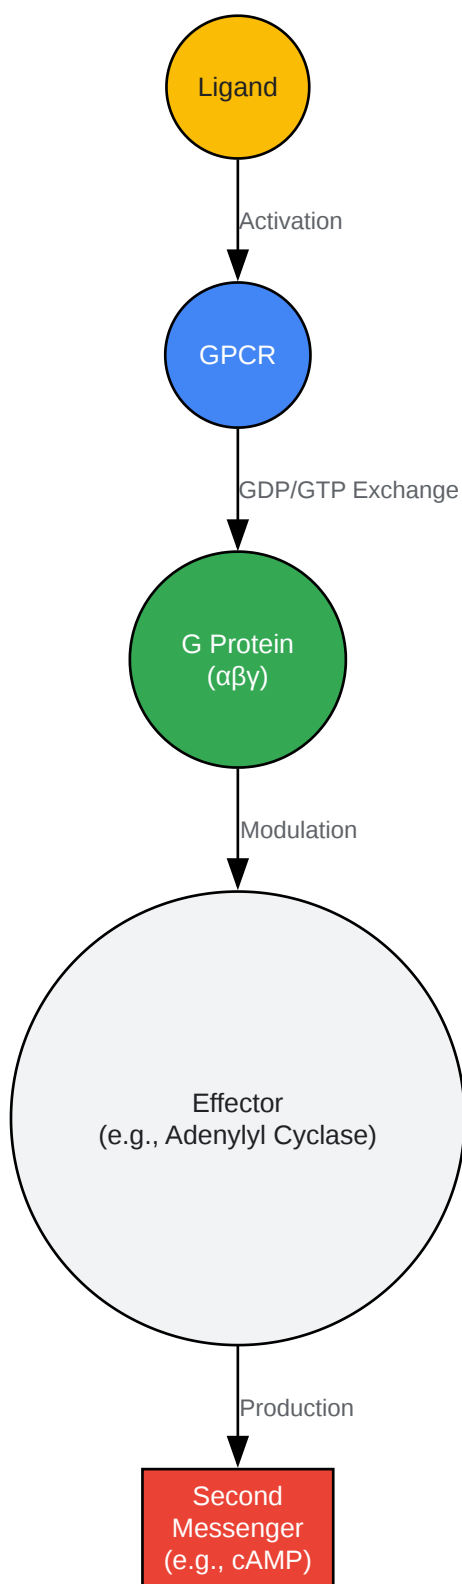 Ligand
Activation
GPCR
GDP/GTP Exchange
G Protein
(αβγ)
Modulation
Effector
(e.g., Adenylyl Cyclase)
Production
Second
Messenger
(e.g., cAMP)